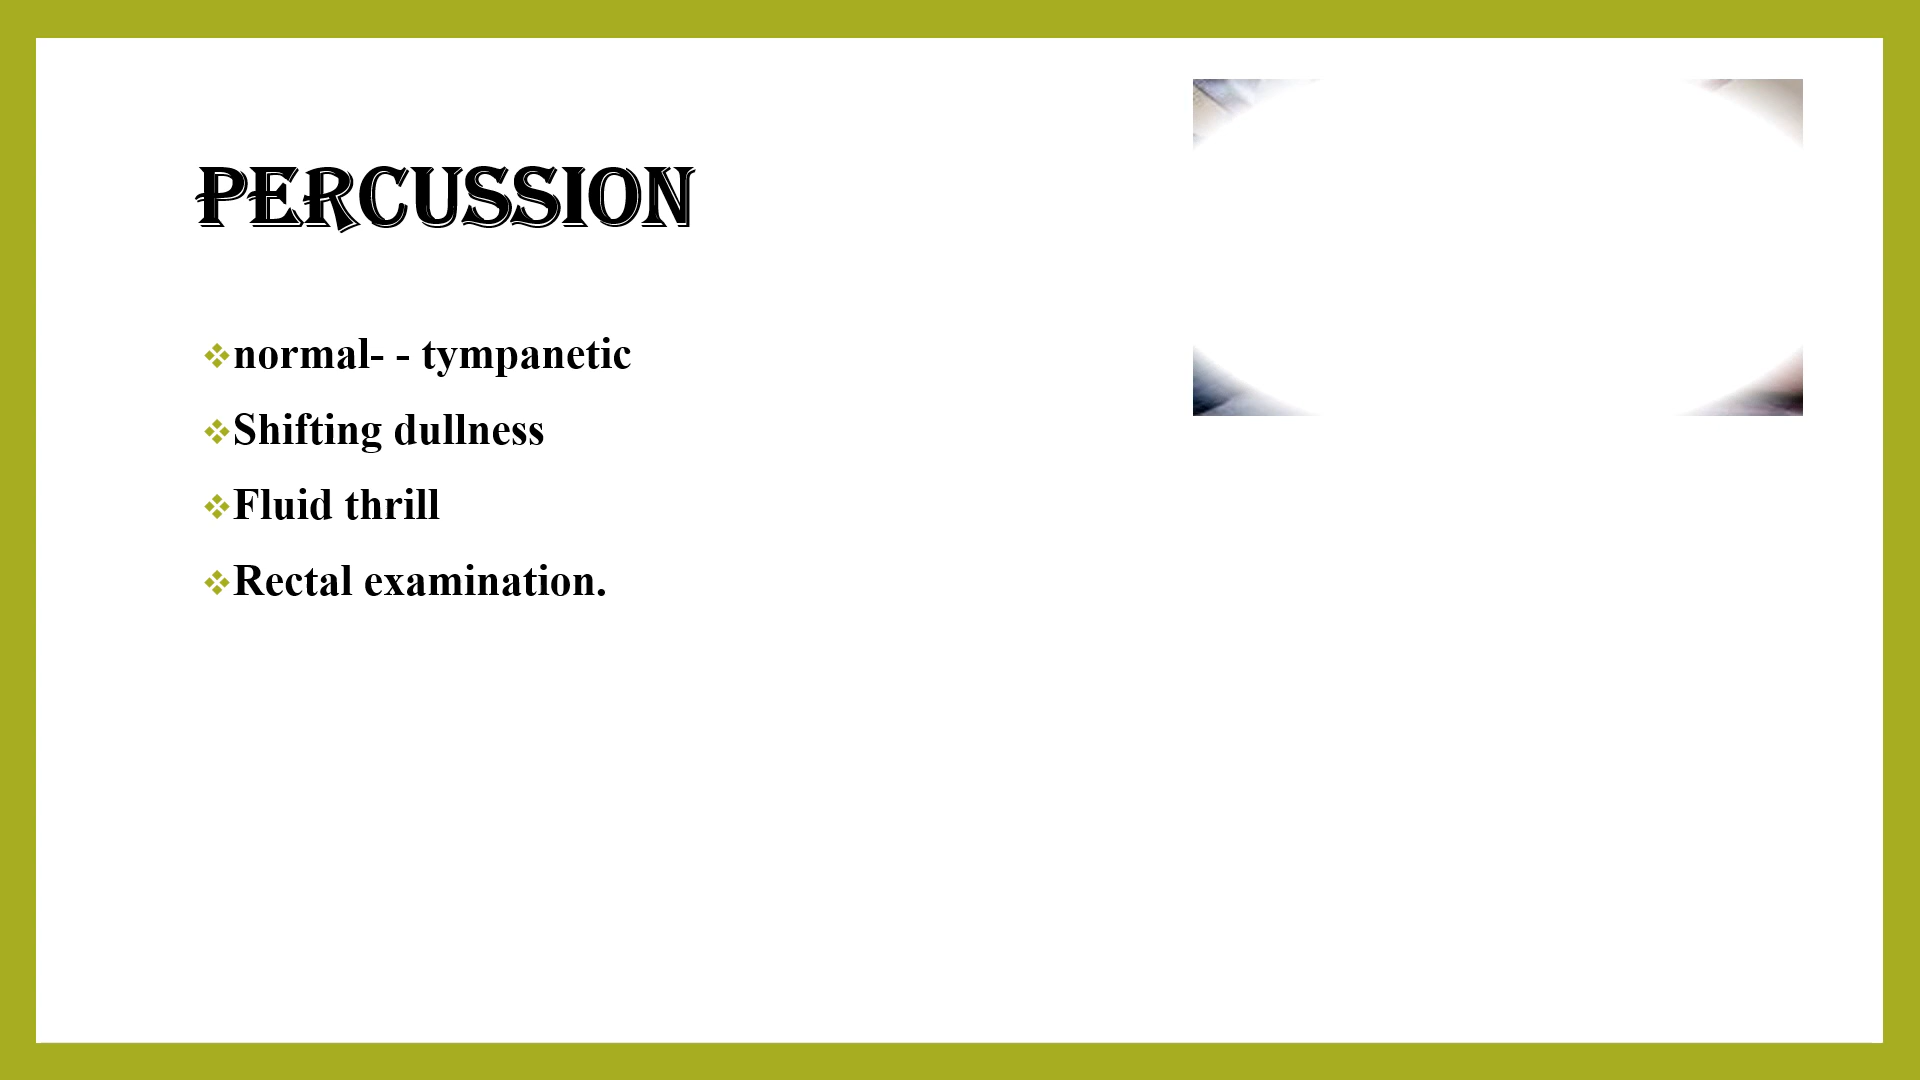 PERCUSSION
normal- - tympanetic
Shifting dullness
Fluid thrill
Rectal examination.